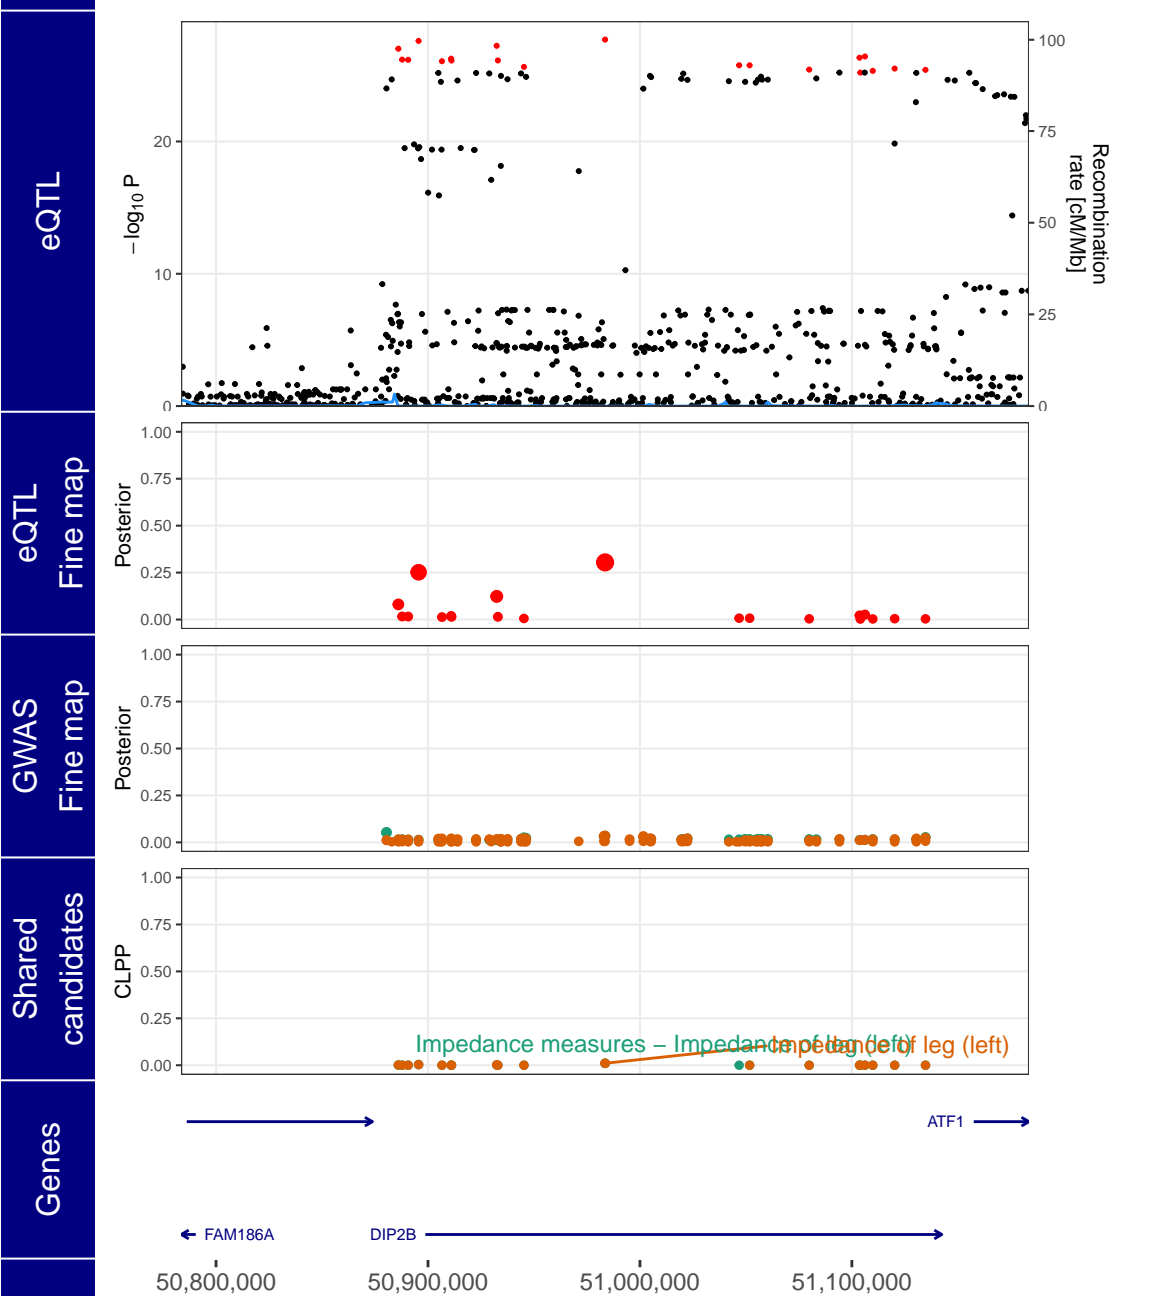 eQTL
−log10 P
20
10
0
100
75
50
25
0
Recombination
rate [cM/Mb]
eQTL
Fine map
Posterior
1.00
0.75
0.50
0.25
0.00
GWAS
Fine map
Posterior
1.00
0.75
0.50
0.25
0.00
Shared
candidates
CLPP
1.00
0.75
0.50
0.25
0.00
Impedance measures − Impedance of leg (left)
Impedance of leg (left)
Genes
ATF1
FAM186A
DIP2B
50,800,000
50,900,000
51,000,000
51,100,000